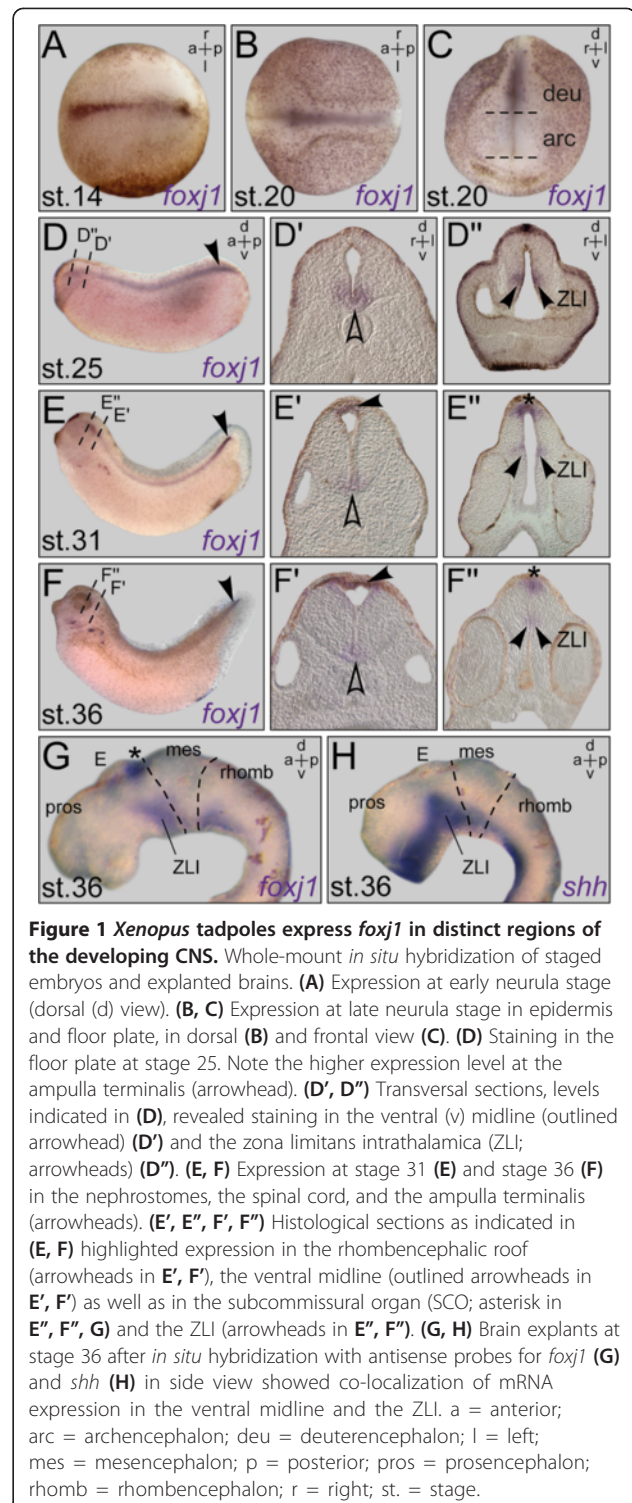 A
r
a p
l
st.14 foxj1
B
r
a p
l
st.20 foxj1
C
d
r l
v
deu
arc
st.20 foxj1
D
D" D'
d
a p
v
st.25 foxj1
D'
d
r l
v
D"
d
r l
v
ZLI
E
E" E'
st.31 foxj1
E'
E"
*
ZLI
F
F" F'
st.36 foxj1
F'
F"
*
ZLI
G
E * mes
rhomb
pros
ZLI
d
a p
v
st.36 foxj1
H
E mes
rhomb
pros
ZLI
d
a p
v
st.36 shh
Figure 1 Xenopus tadpoles express foxj1 in distinct regions of
the developing CNS. Whole-mount in situ hybridization of staged
embryos and explanted brains. (A) Expression at early neurula stage
(dorsal (d) view). (B, C) Expression at late neurula stage in epidermis
and floor plate, in dorsal (B) and frontal view (C). (D) Staining in the
floor plate at stage 25. Note the higher expression level at the
ampulla terminalis (arrowhead). (D', D") Transversal sections, levels
indicated in (D), revealed staining in the ventral (v) midline (outlined
arrowhead) (D') and the zona limitans intrathalamica (ZLI;
arrowheads) (D"). (E, F) Expression at stage 31 (E) and stage 36 (F)
in the nephrostomes, the spinal cord, and the ampulla terminalis
(arrowheads). (E', E", F', F") Histological sections as indicated in
(E, F) highlighted expression in the rhombencephalic roof
(arrowheads in E', F'), the ventral midline (outlined arrowheads in
E', F') as well as in the subcommissural organ (SCO; asterisk in
E", F", G) and the ZLI (arrowheads in E", F"). (G, H) Brain explants at
stage 36 after in situ hybridization with antisense probes for foxj1 (G)
and shh (H) in side view showed co-localization of mRNA
expression in the ventral midline and the ZLI. a = anterior;
arc = archencephalon; deu = deuterencephalon; l = left;
mes = mesencephalon; p = posterior; pros = prosencephalon;
rhomb = rhombencephalon; r = right; st. = stage.